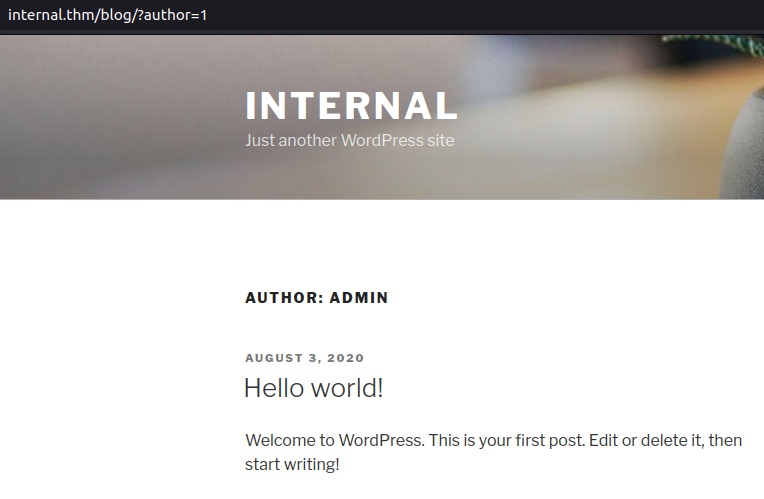 internal.thm/blog/?author=1
INTERNAL
Just another WordPress site
AUTHOR: ADMIN
AUGUST 3, 2020
Hello world!
Welcome to WordPress. This is your first post. Edit or delete it, then
start writing!